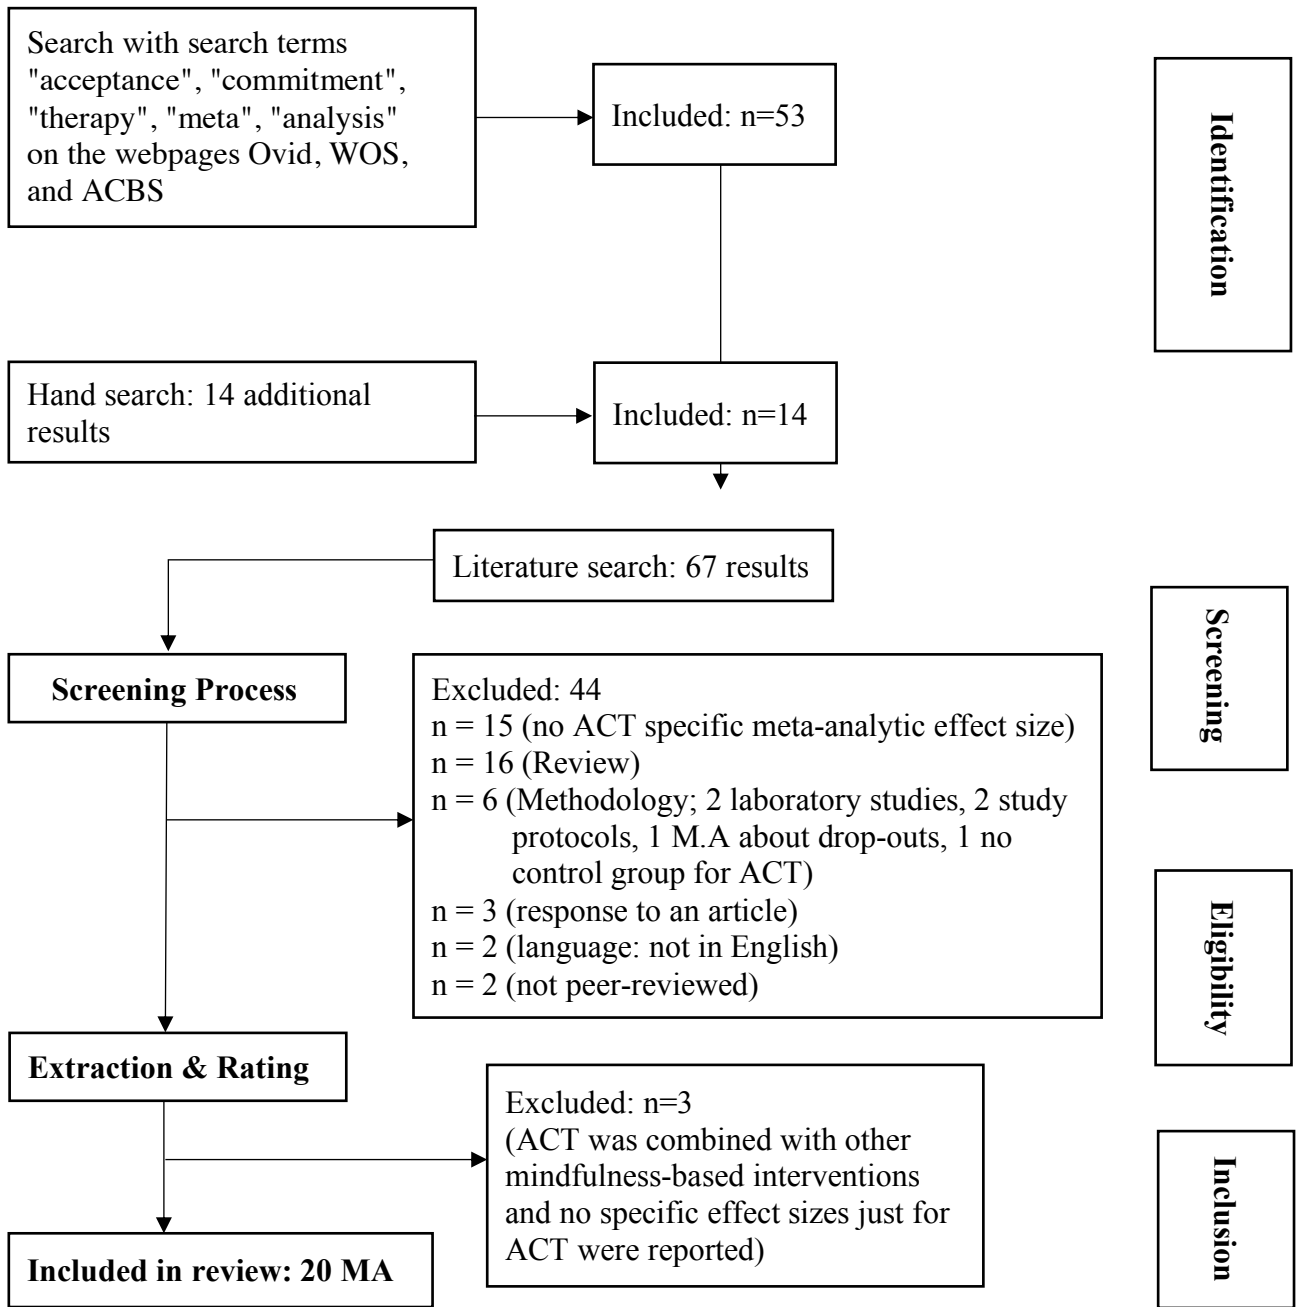 Search with search terms
"acceptance", "commitment",
"therapy", "meta", "analysis"
on the webpages Ovid, WOS,
and ACBS
Included: n=53
Identification
Hand search: 14 additional
results
Included: n=14
Literature search: 67 results
Screening
Screening Process
Excluded: 44
n = 15 (no ACT specific meta-analytic effect size)
n = 16 (Review)
n = 6 (Methodology; 2 laboratory studies, 2 study
protocols, 1 M.A about drop-outs, 1 no
control group for ACT)
n = 3 (response to an article)
n = 2 (language: not in English)
n = 2 (not peer-reviewed)
Eligibility
Extraction & Rating
Excluded: n=3
(ACT was combined with other
mindfulness-based interventions
and no specific effect sizes just for
ACT were reported)
Inclusion
Included in review: 20 MA